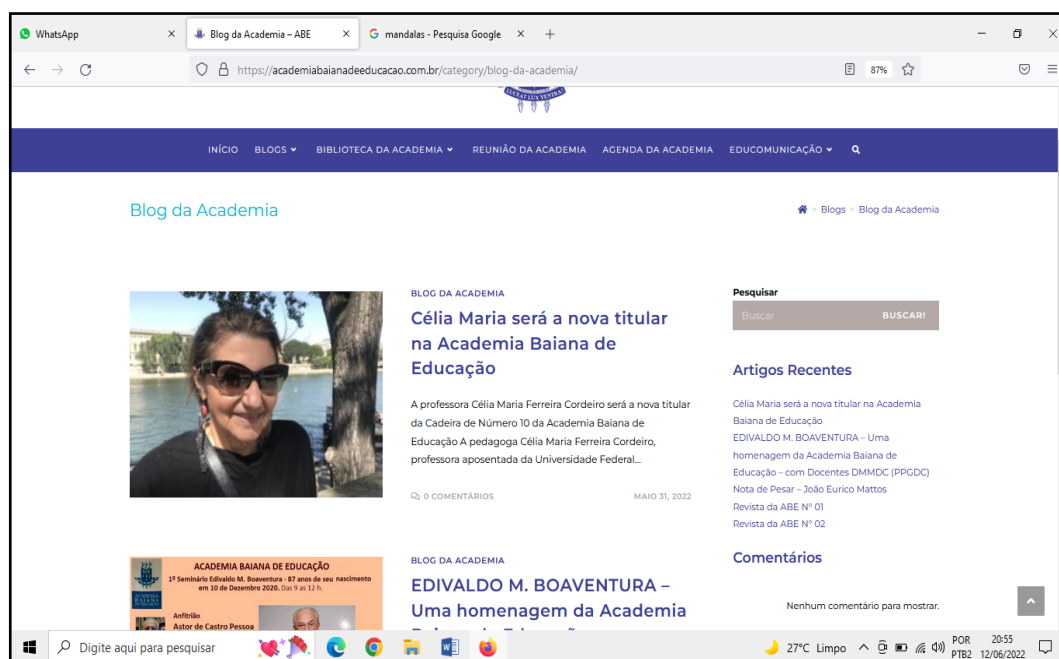 WhatsApp
Blog da Academia – ABE
mandalas - Pesquisa Google
https://academiabaianadeeducacao.com.br/category/blog-da-academia/
87%
LUCEAT LUX VESTRA
INÍCIO
BLOGS
BIBLIOTECA DA ACADEMIA
REUNIÃO DA ACADEMIA
AGENDA DA ACADEMIA
EDUCOMUNICAÇÃO
Blog da Academia
> Blogs > Blog da Academia
BLOG DA ACADEMIA
Célia Maria será a nova titular
na Academia Baiana de
Educação
A professora Célia Maria Ferreira Cordeiro será a nova titular
da Cadeira de Número 10 da Academia Baiana de
Educação A pedagoga Célia Maria Ferreira Cordeiro,
professora aposentada da Universidade Federal...
0 COMENTÁRIOS
MAIO 31, 2022
Pesquisar
Buscar
BUSCAR!
Artigos Recentes
Célia Maria será a nova titular na Academia
Baiana de Educação
EDIVALDO M. BOAVENTURA – Uma
homenagem da Academia Baiana de
Educação – com Docentes DMMDC (PPGDC)
Nota de Pesar – João Eurico Mattos
Revista da ABE N° 01
Revista da ABE N° 02
Comentários
Nenhum comentário para mostrar.
ACADEMIA BAIANA DE EDUCAÇÃO
1º Seminário Edivaldo M. Boaventura - 87 anos de seu nascimento
em 10 de Dezembro 2020. Das 9 as 12 h.
ACADEMIA
BAIANA
Anfitrião
Astor de Castro Pessoa
BLOG DA ACADEMIA
EDIVALDO M. BOAVENTURA –
Uma homenagem da Academia
Digite aqui para pesquisar
27°C Limpo
POR
PTB2
20:55
12/06/2022